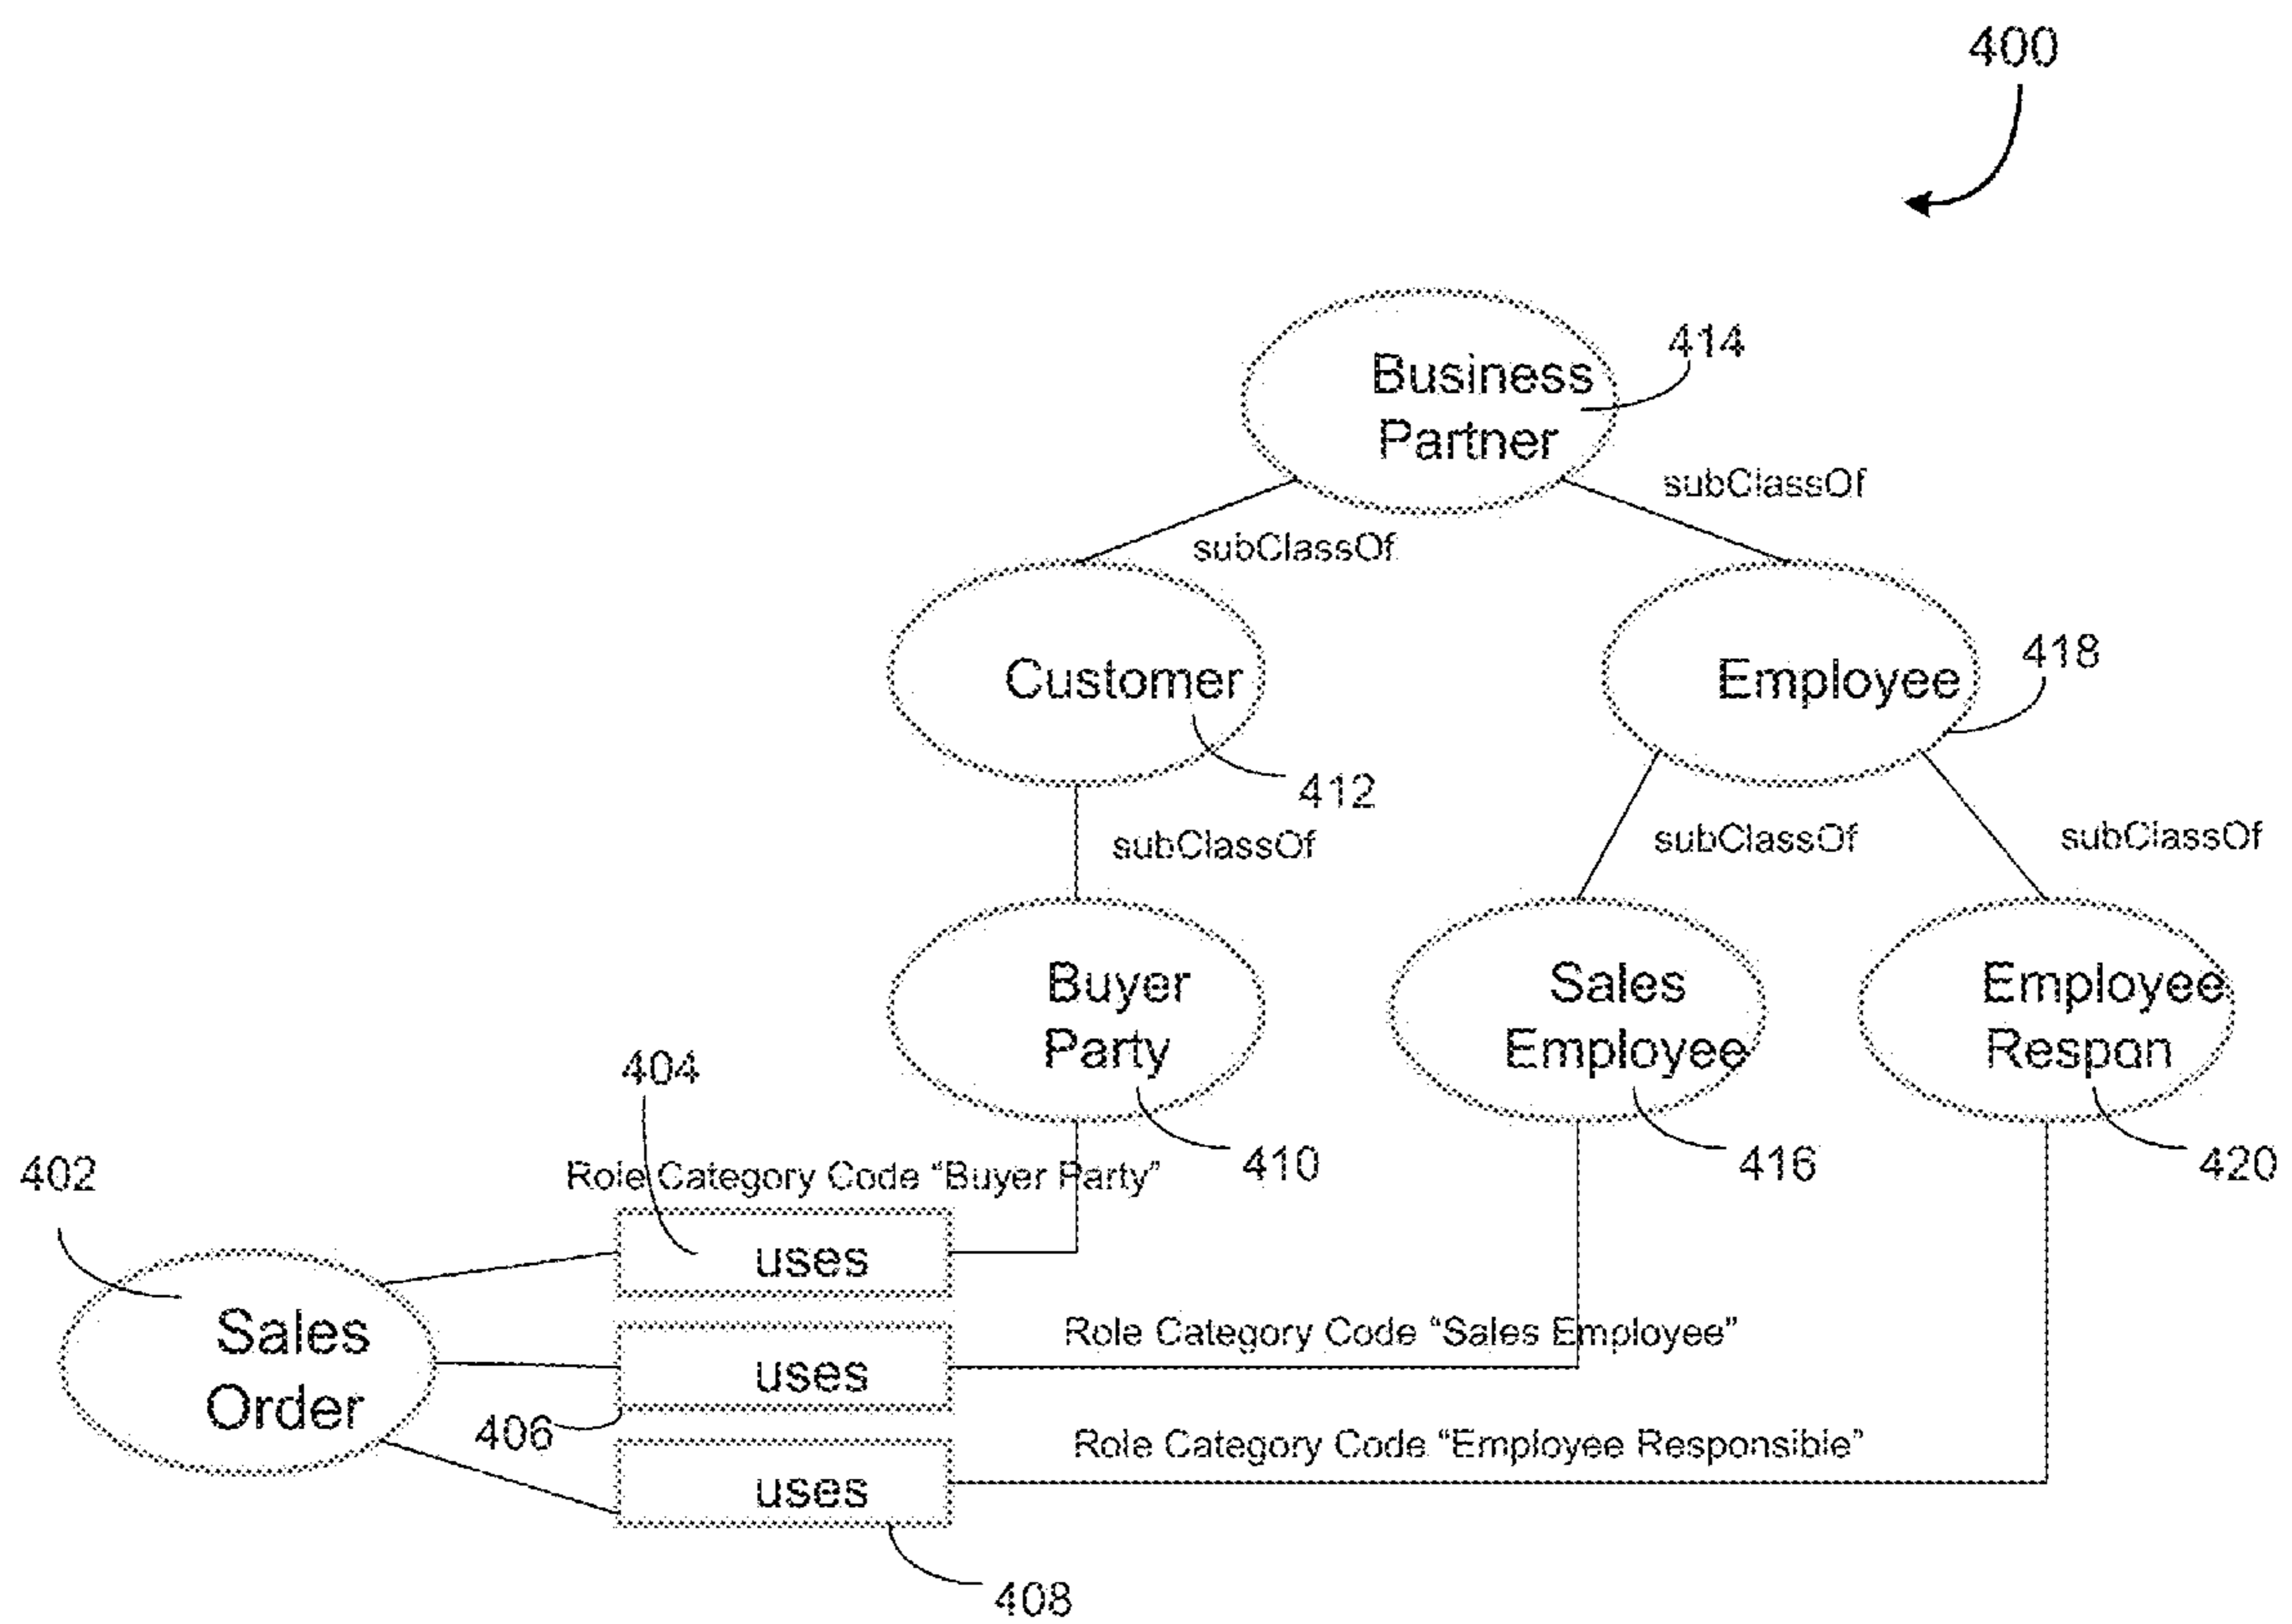 400
Business
Partner
414
subClassOf
subClassOf
Customer
412
Employee
418
subClassOf
subClassOf
subClassOf
Buyer
Party
410
Sales
Employee
416
Employee
Respon
420
404
402
Role Category Code “Buyer Party”
uses
Sales
Order
Role Category Code “Sales Employee”
uses
406
Role Category Code “Employee Responsible”
uses
408